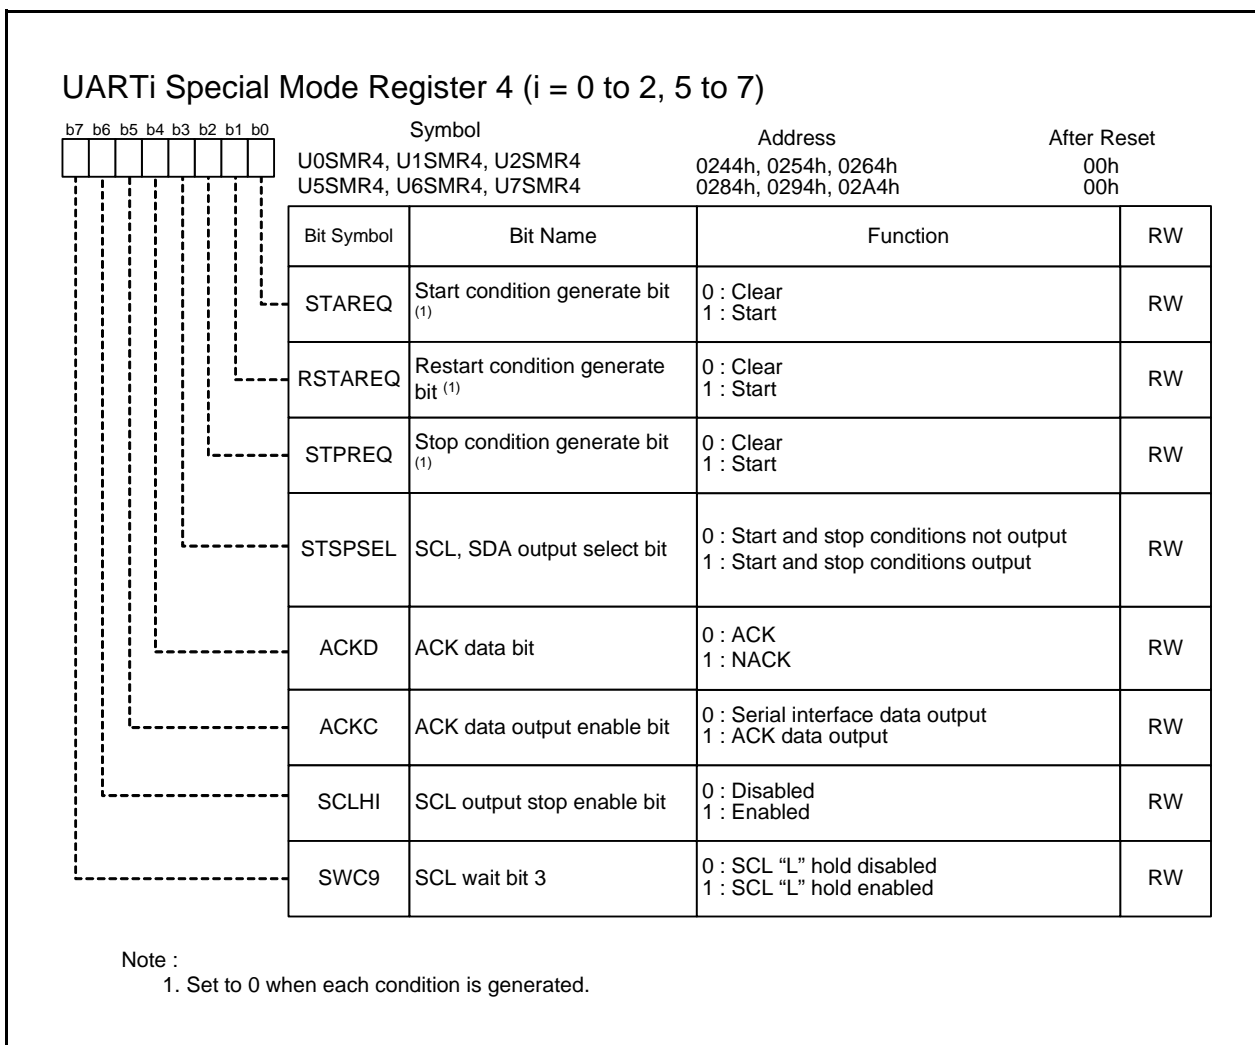 UARTi Special Mode Register 4 (i = 0 to 2, 5 to 7)
b7 b6 b5 b4 b3 b2 b1 b0
Symbol Address After Reset
U0SMR4, U1SMR4, U2SMR4 0244h, 0254h, 0264h 00h
U5SMR4, U6SMR4, U7SMR4 0284h, 0294h, 02A4h 00h
Bit Symbol Bit Name Function RW
STAREQ Start condition generate bit (1) 0 : Clear
1 : Start RW
RSTAREQ Restart condition generate bit (1) 0 : Clear
1 : Start RW
STPREQ Stop condition generate bit (1) 0 : Clear
1 : Start RW
STSPSEL SCL, SDA output select bit 0 : Start and stop conditions not output
1 : Start and stop conditions output RW
ACKD ACK data bit 0 : ACK
1 : NACK RW
ACKC ACK data output enable bit 0 : Serial interface data output
1 : ACK data output RW
SCLHI SCL output stop enable bit 0 : Disabled
1 : Enabled RW
SWC9 SCL wait bit 3 0 : SCL “L” hold disabled
1 : SCL “L” hold enabled RW
Note :
1. Set to 0 when each condition is generated.